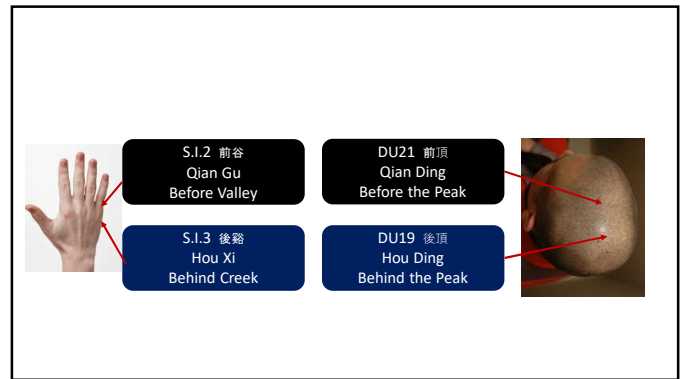 S.I.2 前谷
Qian Gu
Before Valley
DU21 前頂
Qian Ding
Before the Peak
S.I.3 後谿
Hou Xi
Behind Creek
DU19 後頂
Hou Ding
Behind the Peak